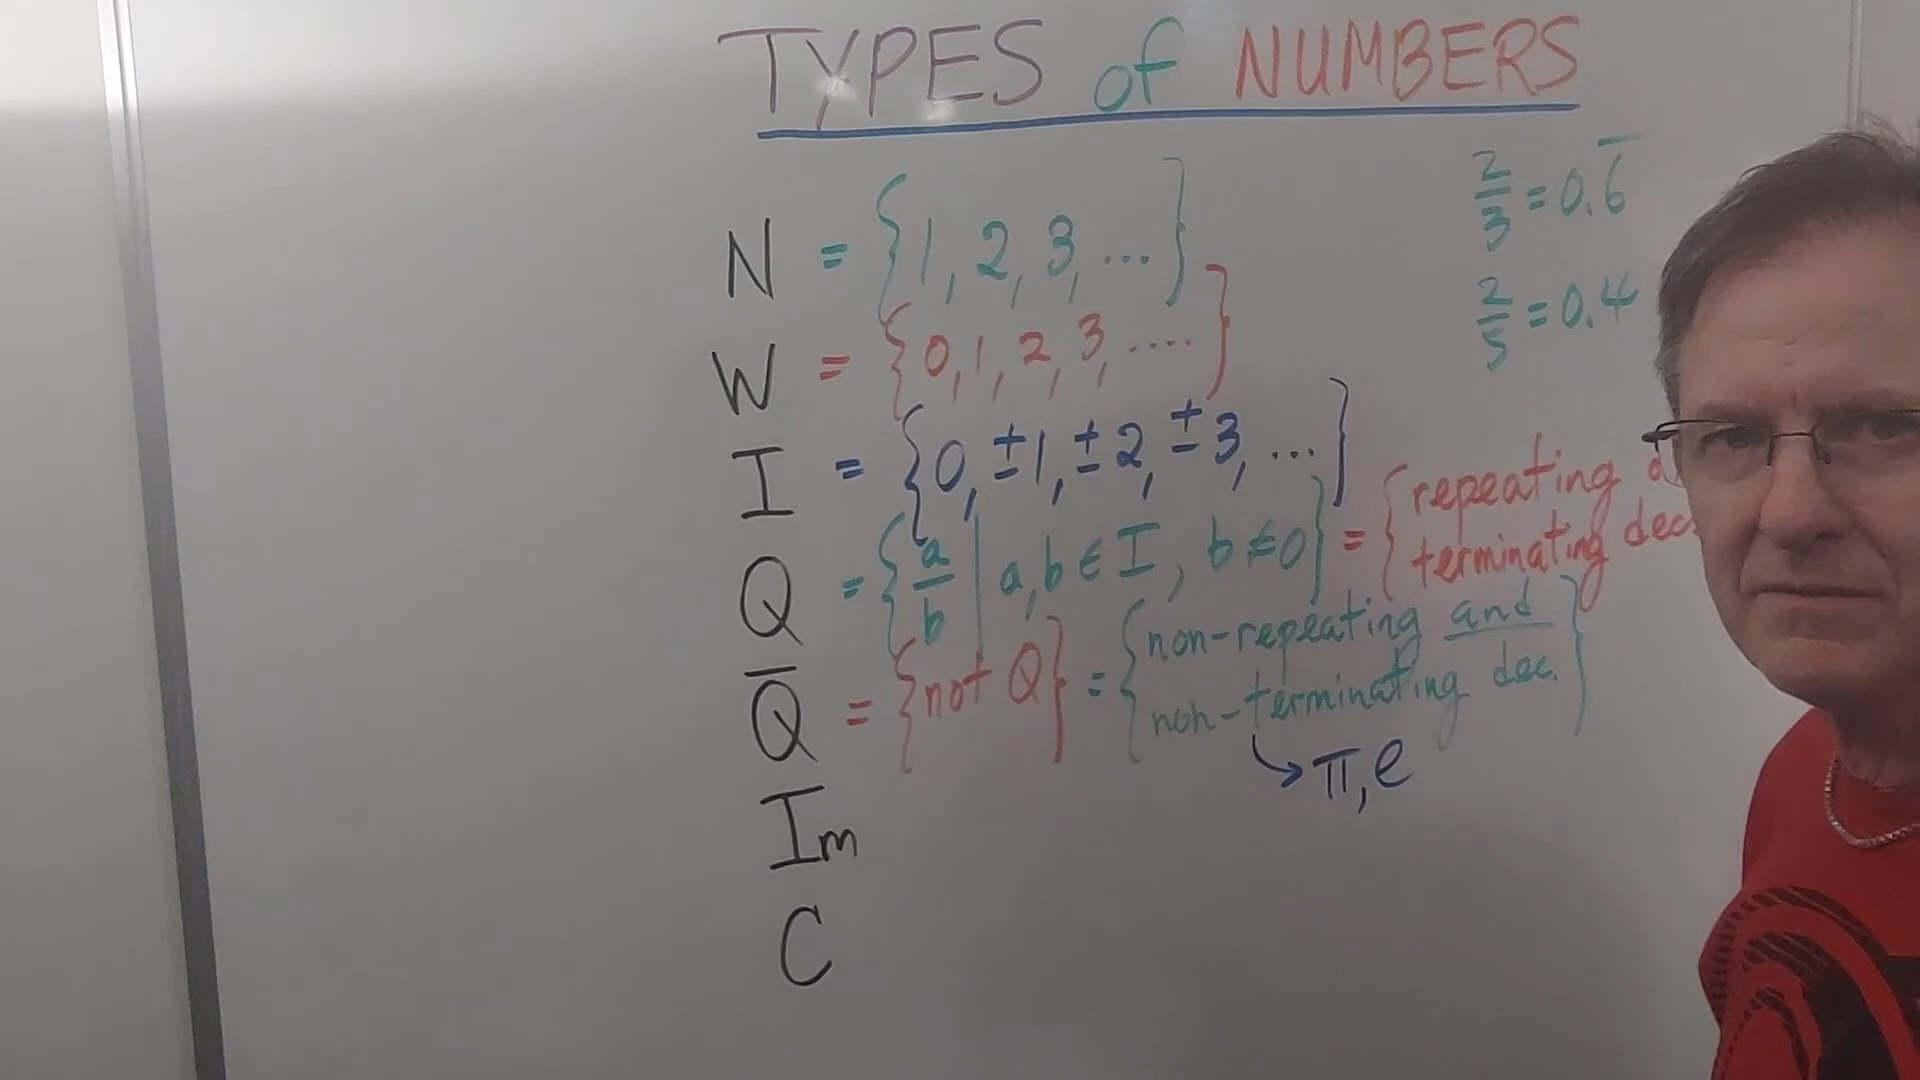 TYPES of NUMBERS
N = {1, 2, 3, ...}
2/3 = 0.6̅
W = {0, 1, 2, 3, ....}
2/5 = 0.4
I = {0, ±1, ±2, ±3, ...}
Q = {a/b | a,b ∈ I, b ≠ 0} = {repeating
terminating dec.
Q̅ = {not Q} = {non-repeating and
non-terminating dec.}
→ π, e
Im
C